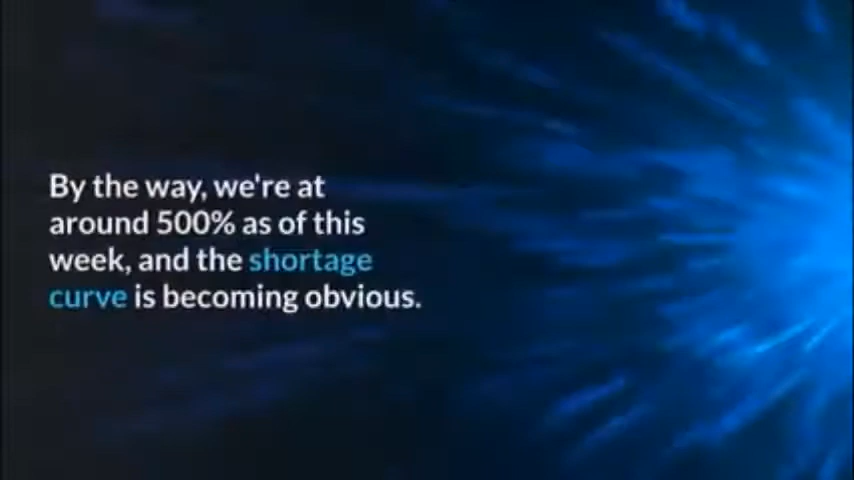 By the way, we're at
around 500% as of this
week, and the shortage
curve is becoming obvious.